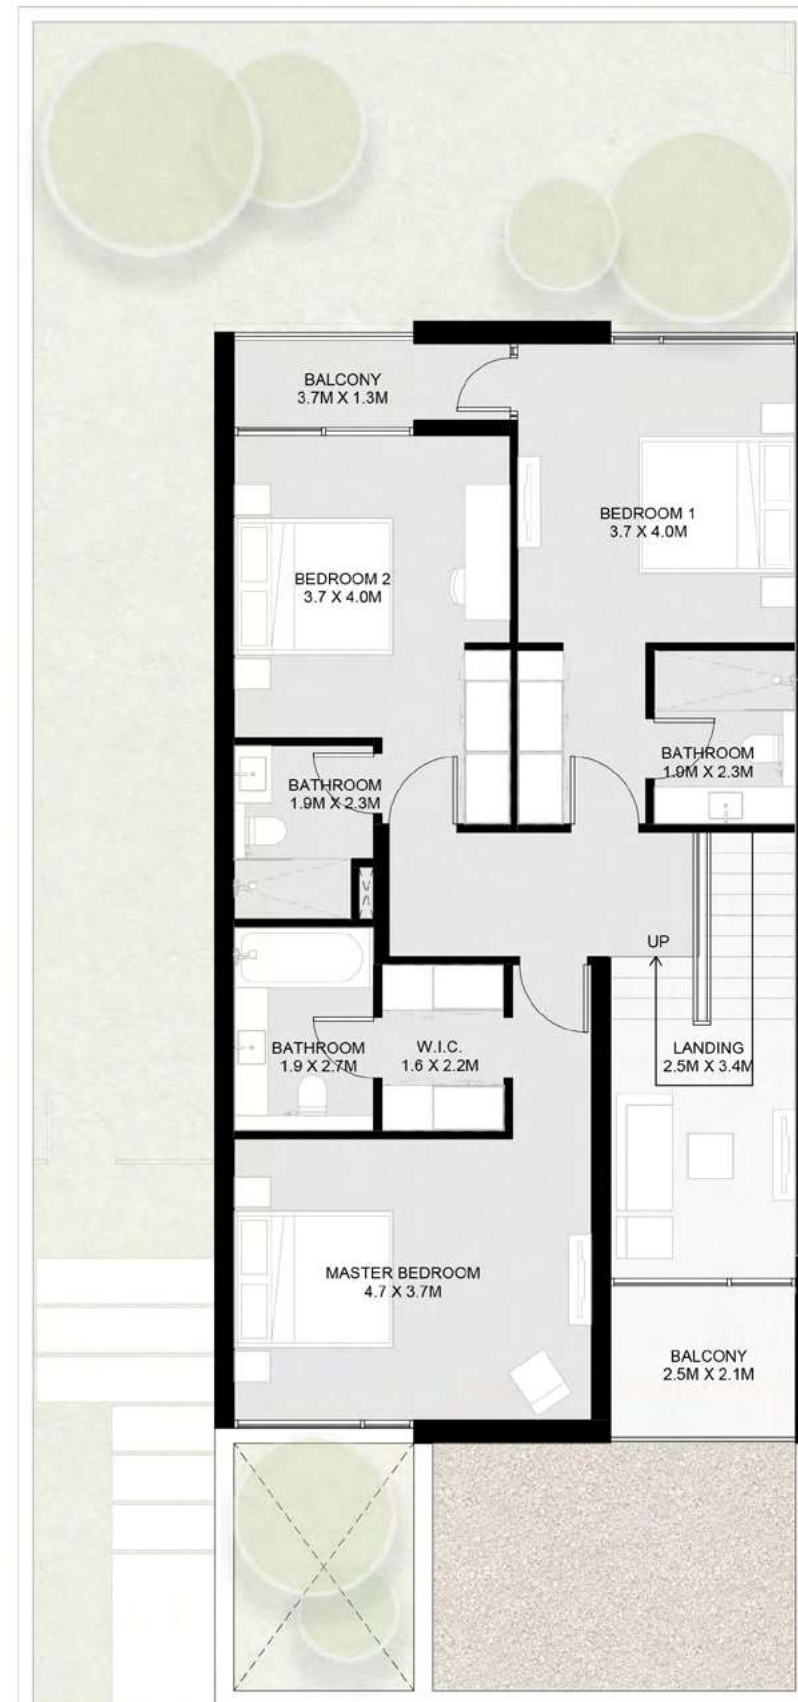 BALCONY
3.7M X 1.3M
BEDROOM 1
3.7 X 4.0M
BEDROOM 2
3.7 X 4.0M
BATHROOM
1.9M X 2.3M
BATHROOM
1.9M X 2.3M
UP
BATHROOM
1.9 X 2.7M
W.I.C.
1.6 X 2.2M
LANDING
2.5M X 3.4M
MASTER BEDROOM
4.7 X 3.7M
BALCONY
2.5M X 2.1M